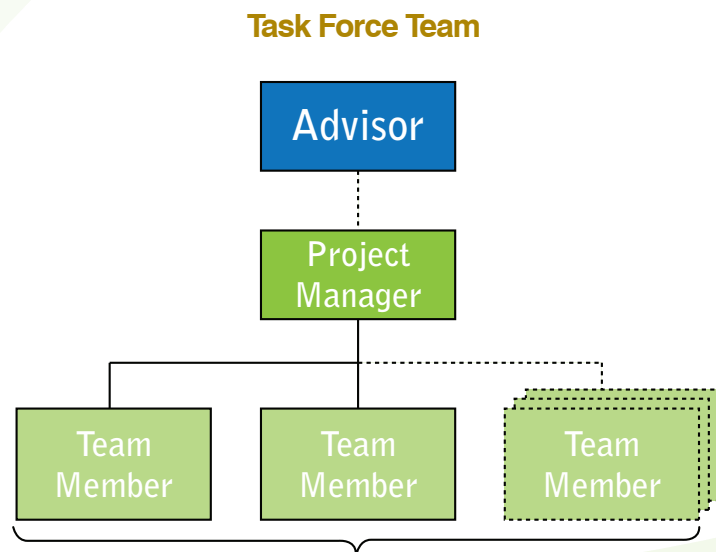 Task Force Team
Advisor
Project
Manager
Team
Member
Team
Member
Team
Member